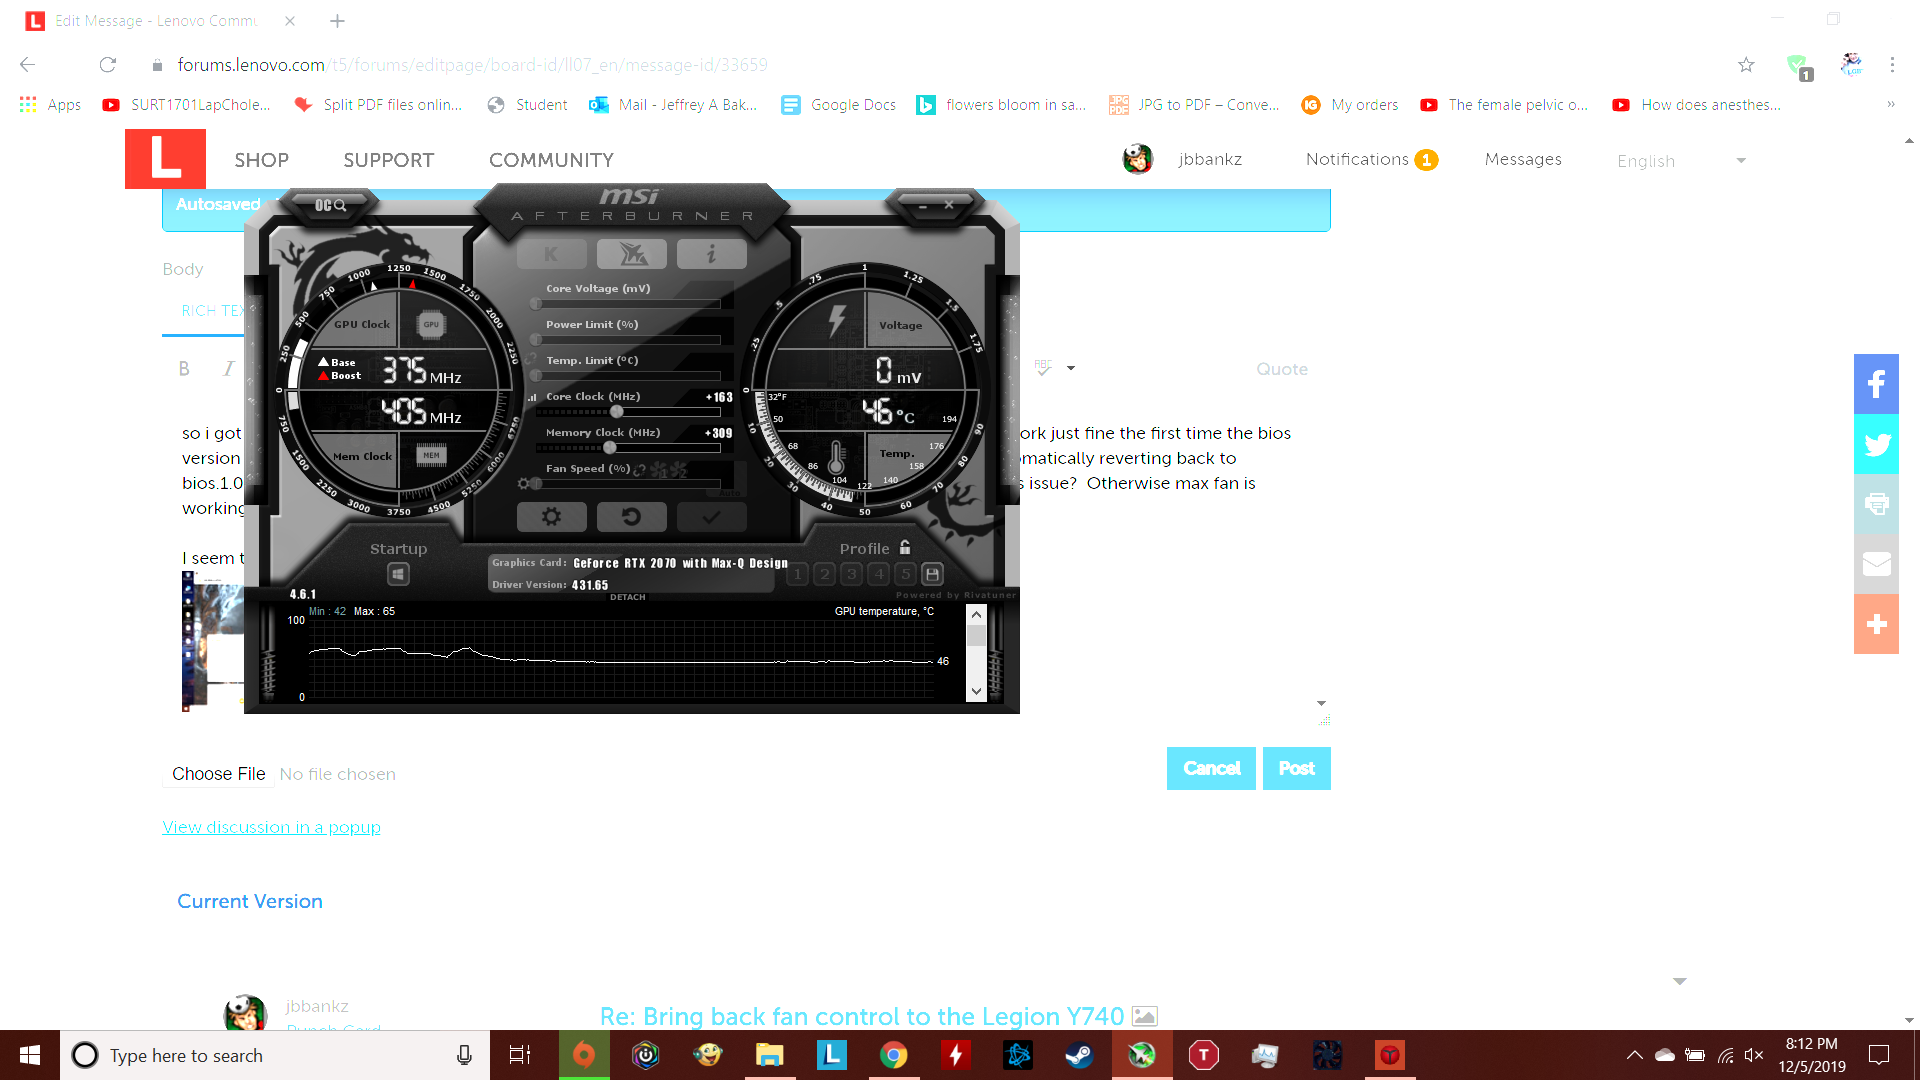 Edit Message - Lenovo Commu
forums.lenovo.com/t5/forums/editpage/board-id/ll07_en/message-id/33659
1
Apps SURT1701LapChole... Split PDF files onlin... Student Mail - Jeffrey A Bak... Google Docs flowers bloom in sa... JPG to PDF – Conve... My orders The female pelvic o... How does anesthes... »
L SHOP SUPPORT COMMUNITY jbbankz Notifications 1 Messages English
Autosaved
OC msi
AFTERBURNER
K i
Body
RICH TEX
B I
ABC
Quote
GPU Clock GPU
Base
Boost
375 MHz
405 MHz
Mem Clock MEM
0 250 500 750 1000 1250 1500 1750 2000 2250
750 1500 2250 3000 3750 4500 5250 6000 6750
Core Voltage (mV)
Power Limit (%)
Temp. Limit (°C)
Core Clock (MHz) +163
Memory Clock (MHz) +309
Fan Speed (%)
Auto
Voltage
0 mV
46 °C
Temp.
0 .25 .5 .75 1 1.25 1.5 1.75
10 20 30 40 50 60 70 80 90
32°F 50 68 86 104 122 140 158 176 194
so i got ork just fine the first time the bios
version omatically reverting back to
bios.1.0 s issue? Otherwise max fan is
working
I seem t
Startup
Profile
Graphics Card: GeForce RTX 2070 with Max-Q Design
1 2 3 4 5
Driver Version: 431.65
4.6.1
DETACH
Powered by Rivatuner
Min : 42 Max : 65 GPU temperature, °C
100
46
0
Cancel Post
Choose File No file chosen
View discussion in a popup
Current Version
jbbankz
Punch Card
Re: Bring back fan control to the Legion Y740
Type here to search
L
T
8:12 PM
12/5/2019